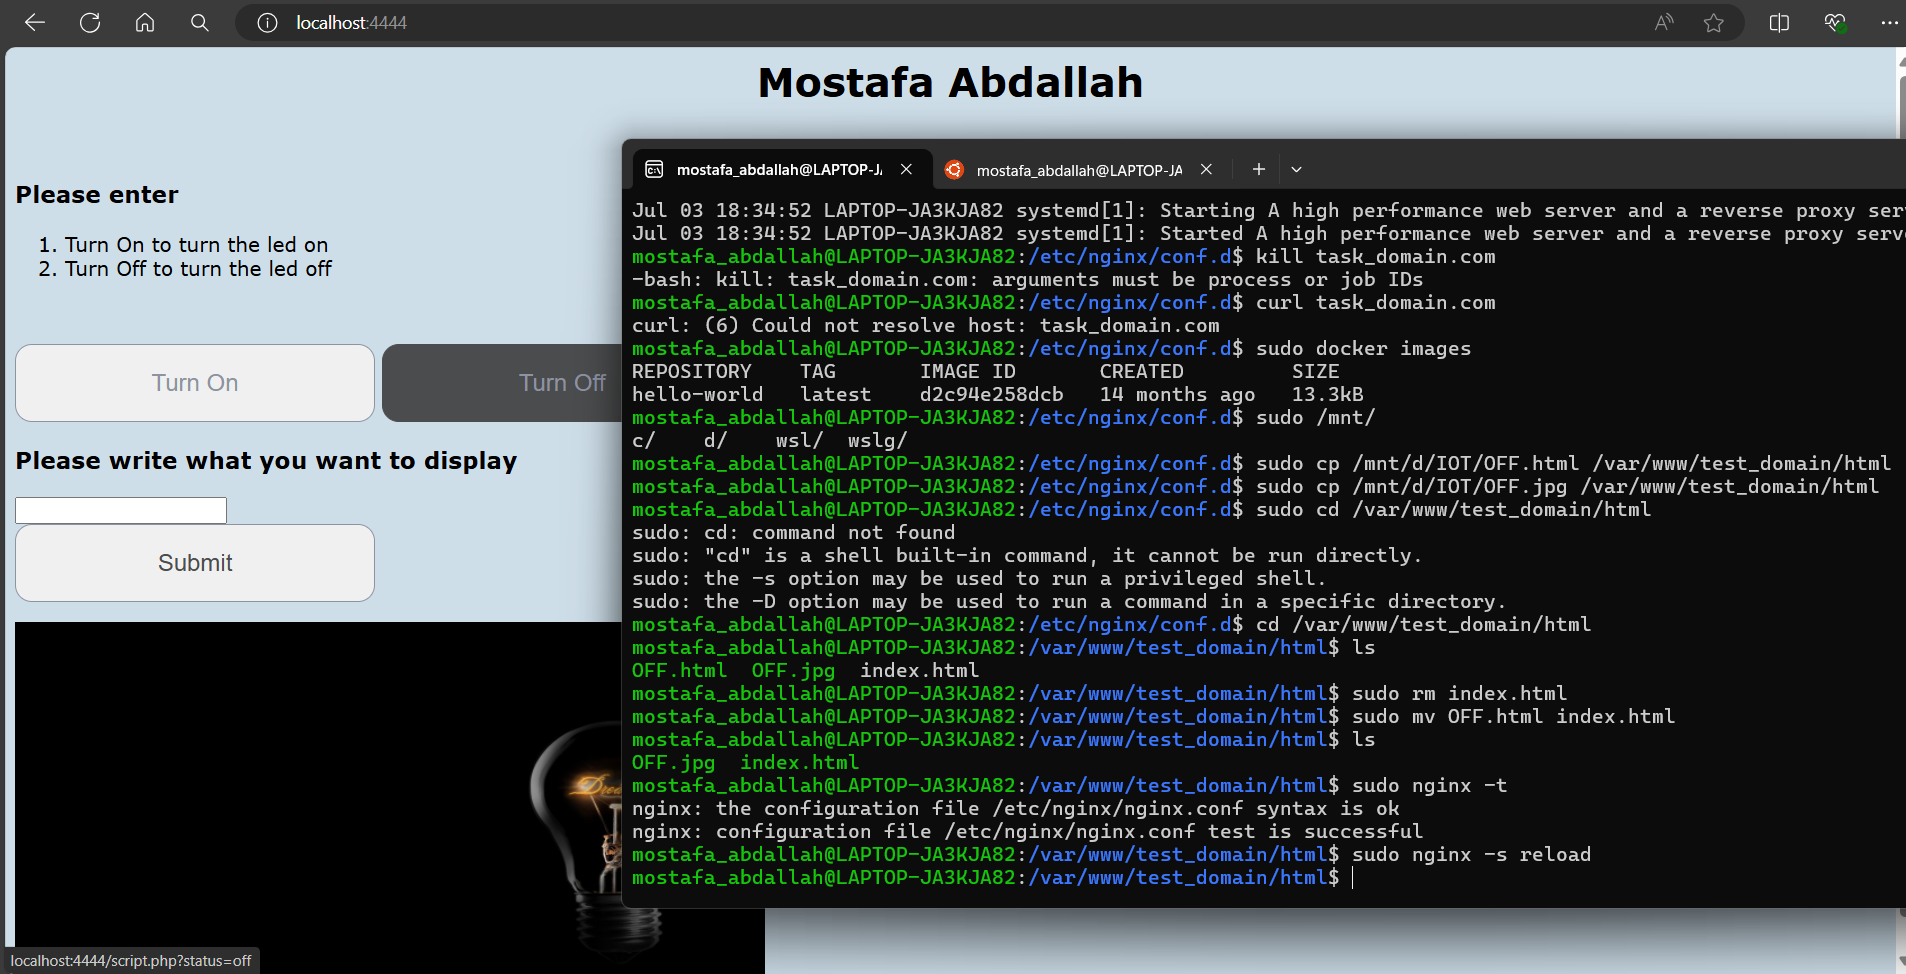 localhost:4444
Mostafa Abdallah
Please enter
1. Turn On to turn the led on
2. Turn Off to turn the led off
Turn On
Turn Off
Please write what you want to display
Submit
localhost:4444/script.php?status=off
mostafa_abdallah@LAPTOP-J
mostafa_abdallah@LAPTOP-JA
Jul 03 18:34:52 LAPTOP-JA3KJA82 systemd[1]: Starting A high performance web server and a reverse proxy ser
Jul 03 18:34:52 LAPTOP-JA3KJA82 systemd[1]: Started A high performance web server and a reverse proxy serv
mostafa_abdallah@LAPTOP-JA3KJA82:/etc/nginx/conf.d$ kill task_domain.com
-bash: kill: task_domain.com: arguments must be process or job IDs
mostafa_abdallah@LAPTOP-JA3KJA82:/etc/nginx/conf.d$ curl task_domain.com
curl: (6) Could not resolve host: task_domain.com
mostafa_abdallah@LAPTOP-JA3KJA82:/etc/nginx/conf.d$ sudo docker images
REPOSITORY    TAG       IMAGE ID       CREATED         SIZE
hello-world   latest    d2c94e258dcb   14 months ago   13.3kB
mostafa_abdallah@LAPTOP-JA3KJA82:/etc/nginx/conf.d$ sudo /mnt/
c/    d/    wsl/  wslg/
mostafa_abdallah@LAPTOP-JA3KJA82:/etc/nginx/conf.d$ sudo cp /mnt/d/IOT/OFF.html /var/www/test_domain/html
mostafa_abdallah@LAPTOP-JA3KJA82:/etc/nginx/conf.d$ sudo cp /mnt/d/IOT/OFF.jpg /var/www/test_domain/html
mostafa_abdallah@LAPTOP-JA3KJA82:/etc/nginx/conf.d$ sudo cd /var/www/test_domain/html
sudo: cd: command not found
sudo: "cd" is a shell built-in command, it cannot be run directly.
sudo: the -s option may be used to run a privileged shell.
sudo: the -D option may be used to run a command in a specific directory.
mostafa_abdallah@LAPTOP-JA3KJA82:/etc/nginx/conf.d$ cd /var/www/test_domain/html
mostafa_abdallah@LAPTOP-JA3KJA82:/var/www/test_domain/html$ ls
OFF.html  OFF.jpg  index.html
mostafa_abdallah@LAPTOP-JA3KJA82:/var/www/test_domain/html$ sudo rm index.html
mostafa_abdallah@LAPTOP-JA3KJA82:/var/www/test_domain/html$ sudo mv OFF.html index.html
mostafa_abdallah@LAPTOP-JA3KJA82:/var/www/test_domain/html$ ls
OFF.jpg  index.html
mostafa_abdallah@LAPTOP-JA3KJA82:/var/www/test_domain/html$ sudo nginx -t
nginx: the configuration file /etc/nginx/nginx.conf syntax is ok
nginx: configuration file /etc/nginx/nginx.conf test is successful
mostafa_abdallah@LAPTOP-JA3KJA82:/var/www/test_domain/html$ sudo nginx -s reload
mostafa_abdallah@LAPTOP-JA3KJA82:/var/www/test_domain/html$